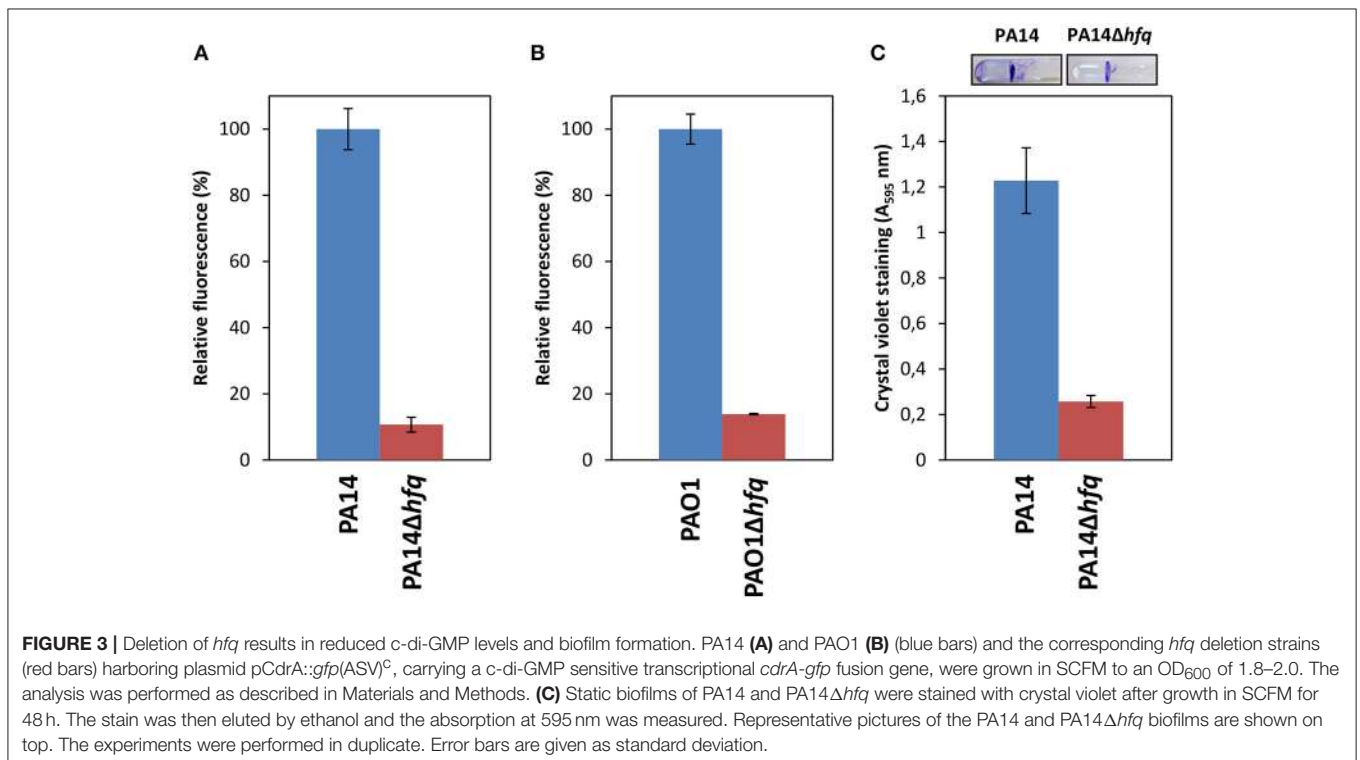 A
B
C
PA14 PA14Δhfq
Relative fluorescence (%)
100
80
60
40
20
0
PA14
PA14Δhfq
Relative fluorescence (%)
100
80
60
40
20
0
PAO1
PAO1Δhfq
Crystal violet staining (A595 nm)
1,6
1,4
1,2
1
0,8
0,6
0,4
0,2
0
PA14
PA14Δhfq
FIGURE 3 | Deletion of hfq results in reduced c-di-GMP levels and biofilm formation. PA14 (A) and PAO1 (B) (blue bars) and the corresponding hfq deletion strains
(red bars) harboring plasmid pCdrA::gfp(ASV)C, carrying a c-di-GMP sensitive transcriptional cdrA-gfp fusion gene, were grown in SCFM to an OD600 of 1.8–2.0. The
analysis was performed as described in Materials and Methods. (C) Static biofilms of PA14 and PA14Δhfq were stained with crystal violet after growth in SCFM for
48 h. The stain was then eluted by ethanol and the absorption at 595 nm was measured. Representative pictures of the PA14 and PA14Δhfq biofilms are shown on
top. The experiments were performed in duplicate. Error bars are given as standard deviation.